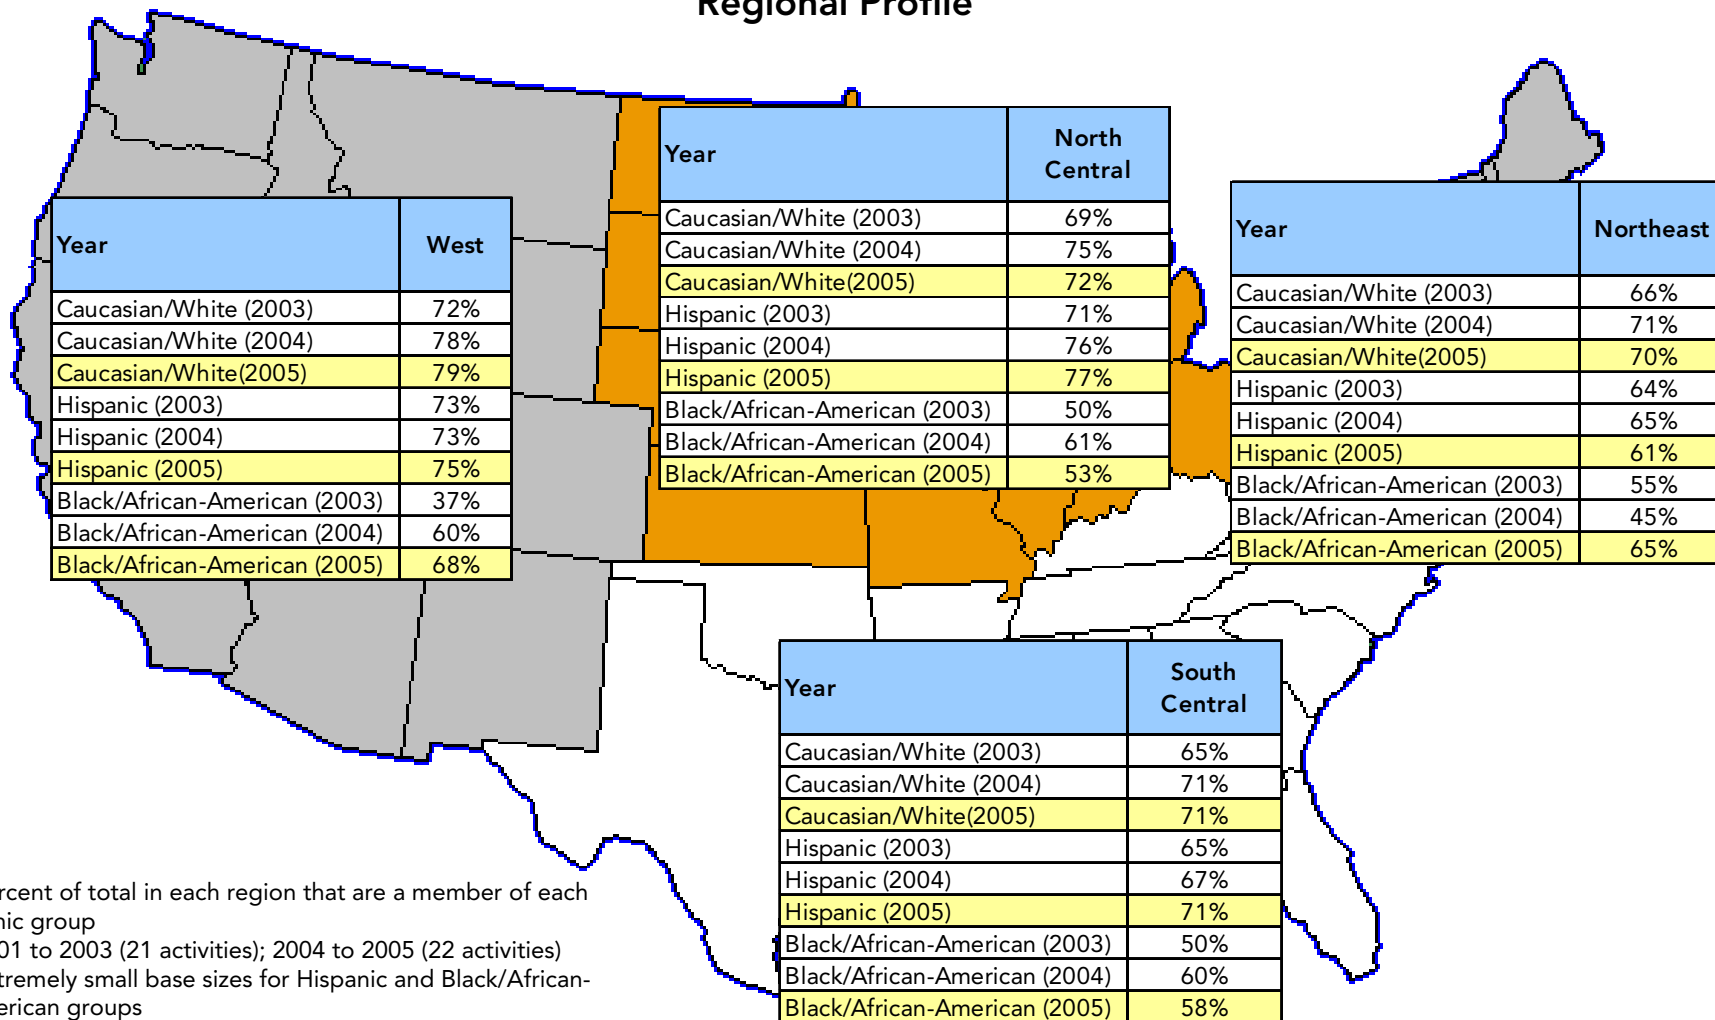 Regional Profile
Year North Central
Caucasian/White (2003) 69%
Caucasian/White (2004) 75%
Caucasian/White(2005) 72%
Hispanic (2003) 71%
Hispanic (2004) 76%
Hispanic (2005) 77%
Black/African-American (2003) 50%
Black/African-American (2004) 61%
Black/African-American (2005) 53%
Year West
Caucasian/White (2003) 72%
Caucasian/White (2004) 78%
Caucasian/White(2005) 79%
Hispanic (2003) 73%
Hispanic (2004) 73%
Hispanic (2005) 75%
Black/African-American (2003) 37%
Black/African-American (2004) 60%
Black/African-American (2005) 68%
Year Northeast
Caucasian/White (2003) 66%
Caucasian/White (2004) 71%
Caucasian/White(2005) 70%
Hispanic (2003) 64%
Hispanic (2004) 65%
Hispanic (2005) 61%
Black/African-American (2003) 55%
Black/African-American (2004) 45%
Black/African-American (2005) 65%
Year South Central
Caucasian/White (2003) 65%
Caucasian/White (2004) 71%
Caucasian/White(2005) 71%
Hispanic (2003) 65%
Hispanic (2004) 67%
Hispanic (2005) 71%
Black/African-American (2003) 50%
Black/African-American (2004) 60%
Black/African-American (2005) 58%
rcent of total in each region that are a member of each
nic group
01 to 2003 (21 activities); 2004 to 2005 (22 activities)
tremely small base sizes for Hispanic and Black/African-
erican groups